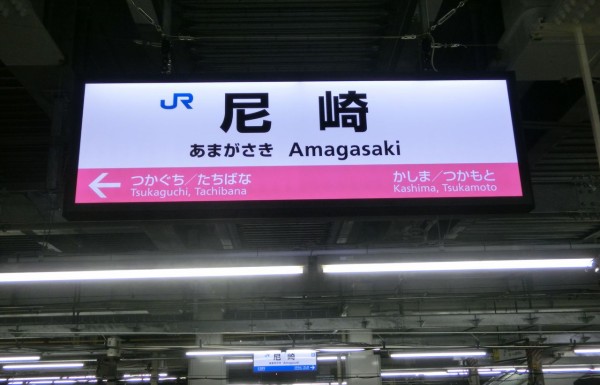 JR 尼崎
あまがさき Amagasaki
← つかぐち／たちばな かしま／つかもと
Tsukaguchi, Tachibana Kashima, Tsukamoto
尼崎